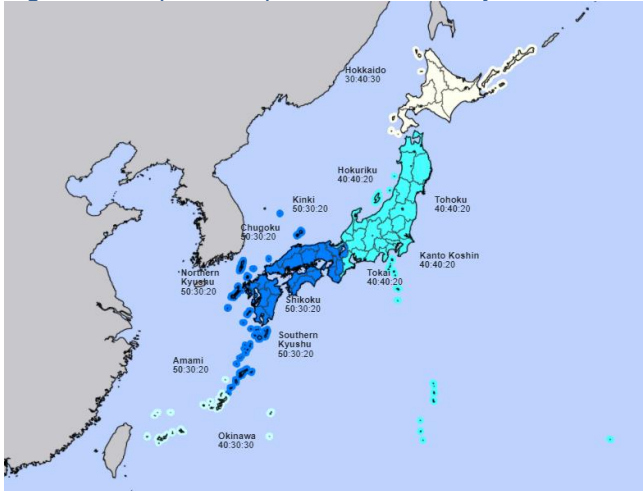 Hokkaido
30:40:30
Hokuriku
40:40:20
Tohoku
40:40:20
Kinki
50:30:20
Chugoku
50:30:20
Kanto Koshin
40:40:20
Tokai
40:40:20
Northern
Kyushu
50:30:20
Shikoku
50:30:20
Southern
Kyushu
50:30:20
Amami
50:30:20
Okinawa
40:30:30